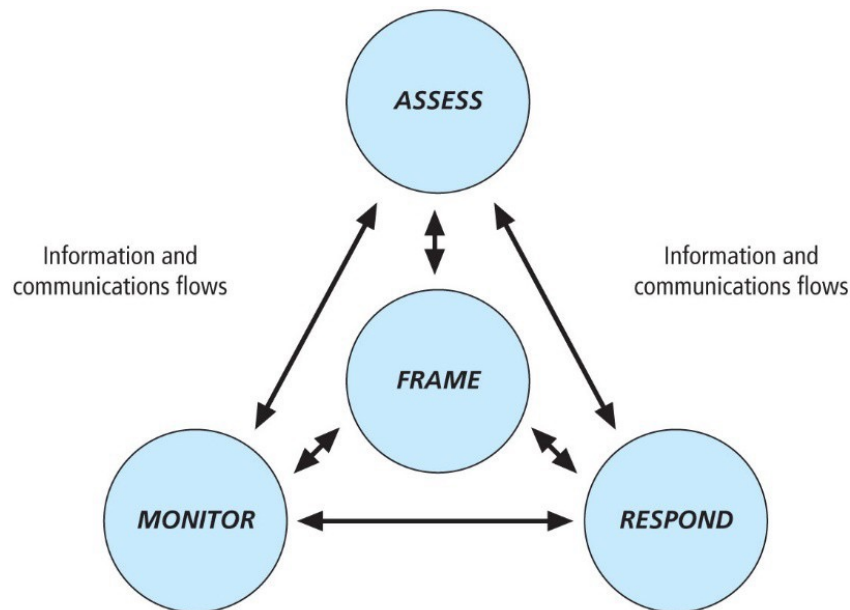 ASSESS
Information and
communications flows
Information and
communications flows
FRAME
MONITOR
RESPOND